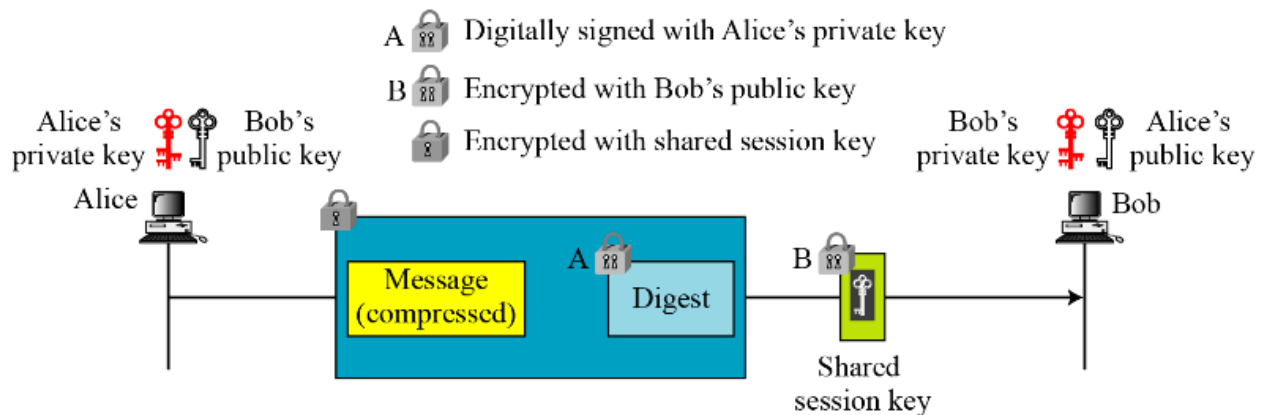 A Digitally signed with Alice's private key
B Encrypted with Bob's public key
Encrypted with shared session key
Alice's
private key
Bob's
public key
Alice
Bob's
private key
Alice's
public key
Bob
Message
(compressed)
A
Digest
B
Shared
session key